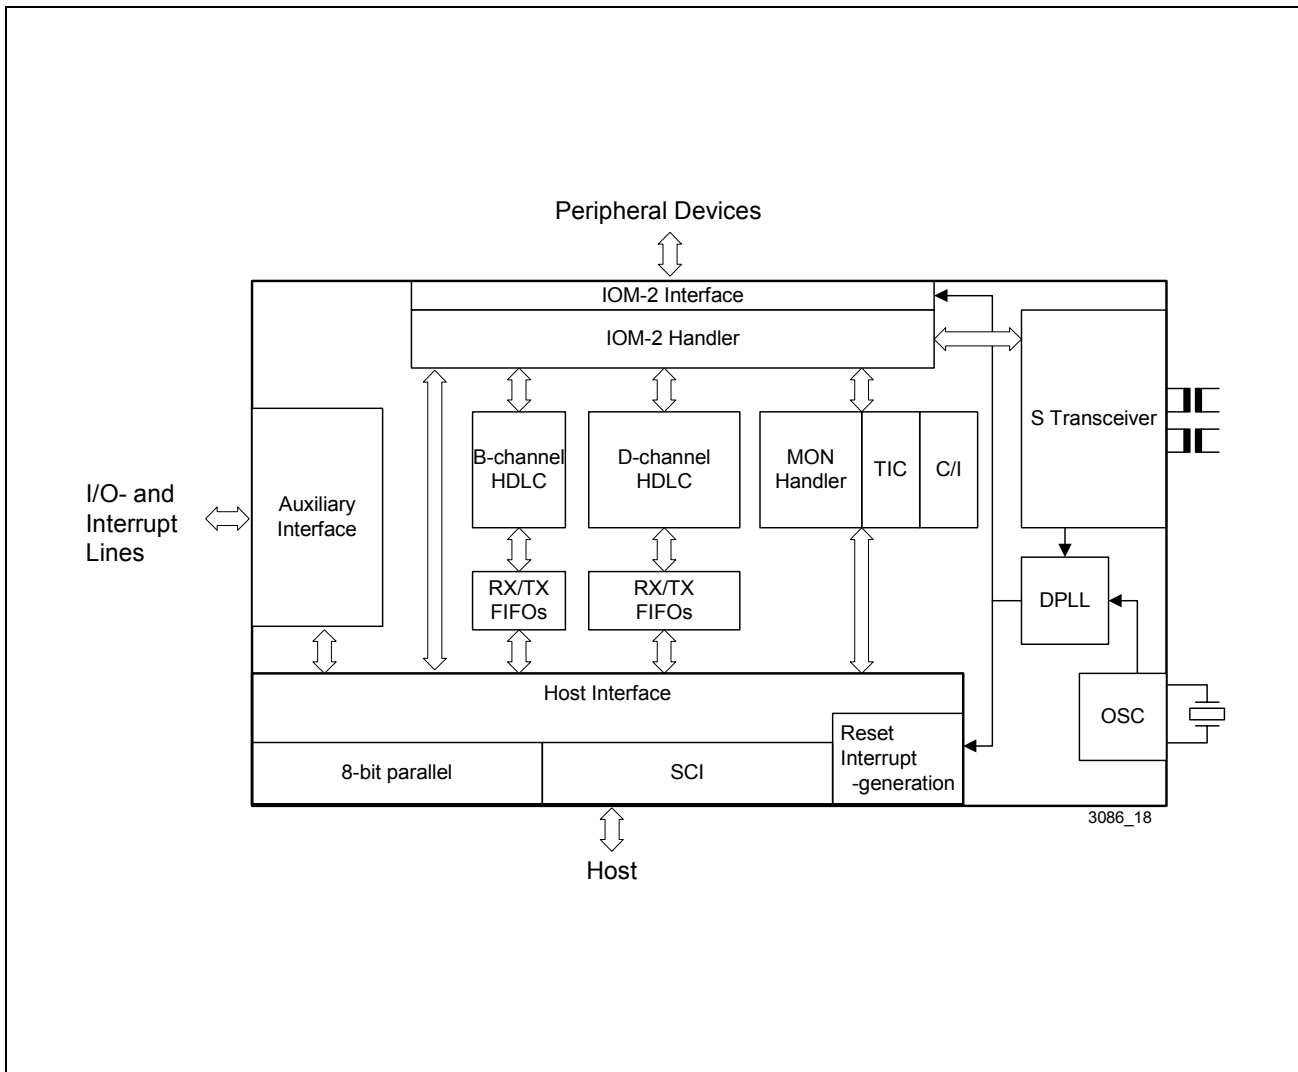 Peripheral Devices
IOM-2 Interface
IOM-2 Handler
S Transceiver
B-channel
HDLC
D-channel
HDLC
MON
Handler
TIC
C/I
I/O- and
Interrupt
Lines
Auxiliary
Interface
RX/TX
FIFOs
RX/TX
FIFOs
DPLL
Host Interface
OSC
Reset
Interrupt
-generation
8-bit parallel
SCI
3086_18
Host